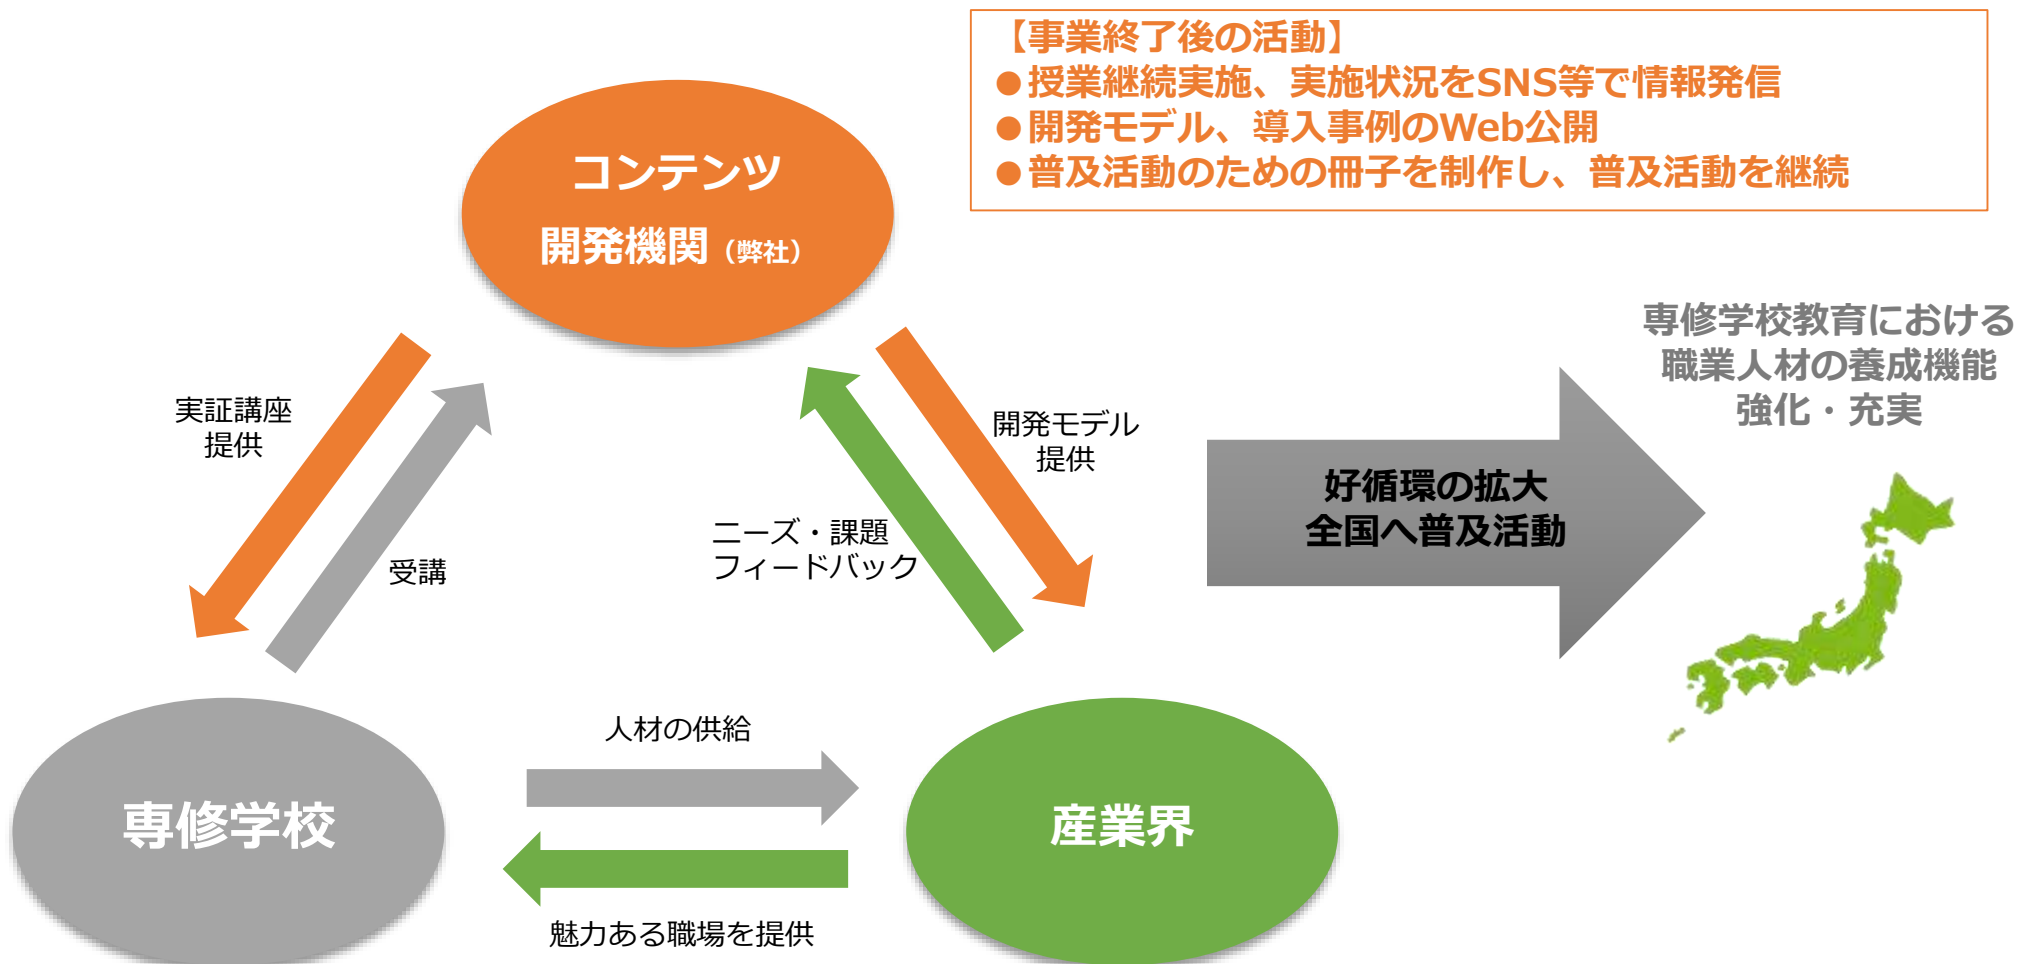 【事業終了後の活動】
●授業継続実施、実施状況をSNS等で情報発信
●開発モデル、導入事例のWeb公開
●普及活動のための冊子を制作し、普及活動を継続
コンテンツ
開発機関（弊社）
専修学校教育における
職業人材の養成機能
強化・充実
実証講座
提供
開発モデル
提供
受講
ニーズ・課題
フィードバック
好循環の拡大
全国へ普及活動
人材の供給
専修学校
産業界
魅力ある職場を提供